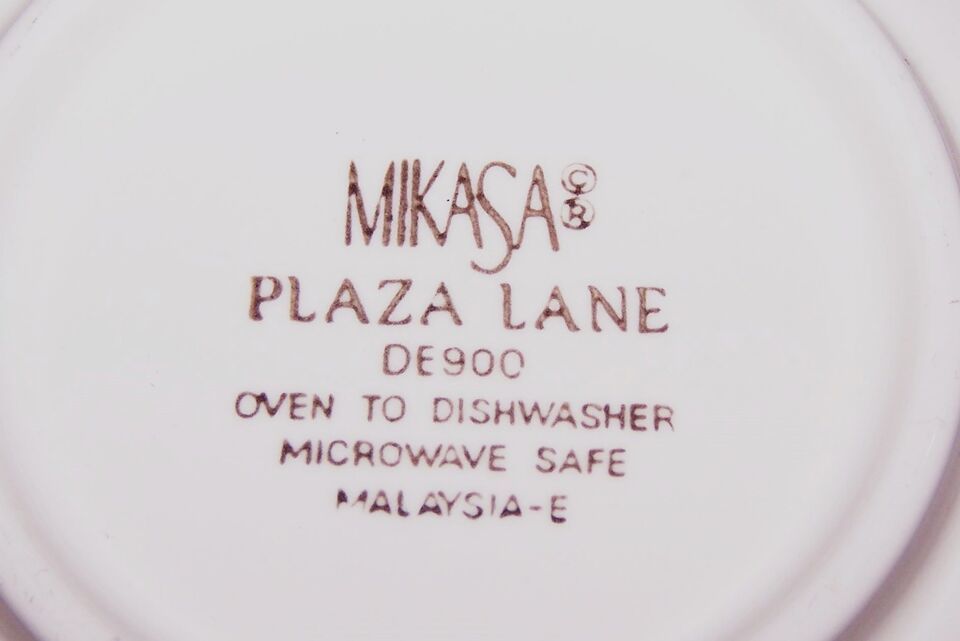 MIKASA ©®
PLAZA LANE
DE900
OVEN TO DISHWASHER
MICROWAVE SAFE
MALAYSIA-E